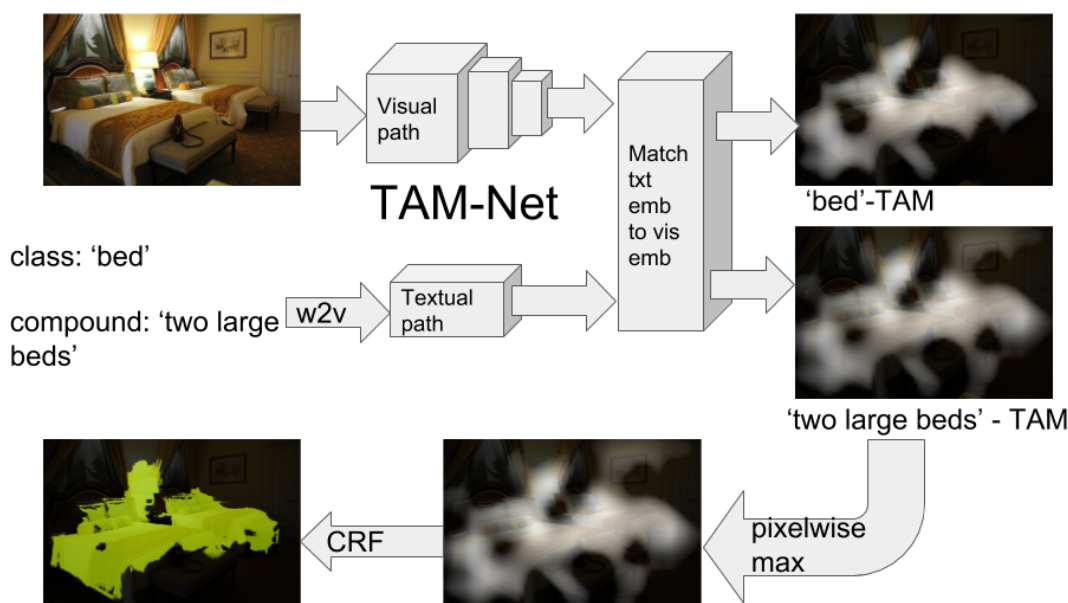 Visual
path
TAM-Net
Match
txt
emb
to vis
emb
‘bed’-TAM
class: ‘bed’
compound: ‘two large
beds’
w2v
Textual
path
‘two large beds’ - TAM
CRF
pixelwise
max